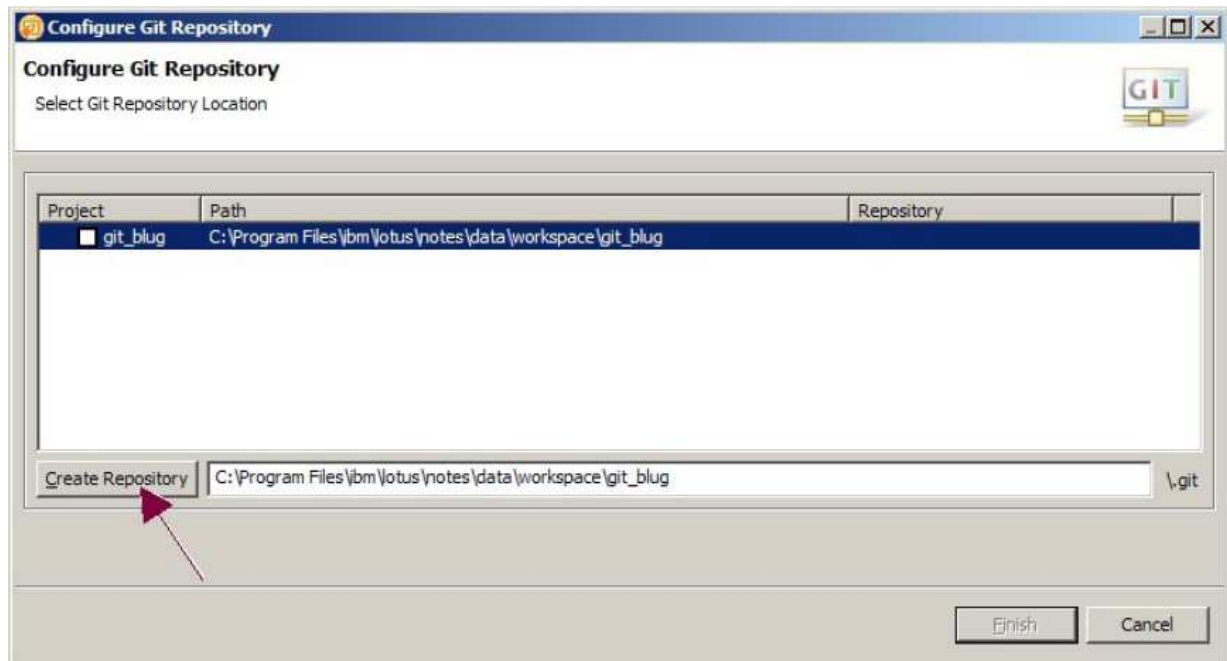 Configure Git Repository
Configure Git Repository
Select Git Repository Location
GIT
Project Path Repository
git_blug C:\Program Files\ibm\lotus\notes\data\workspace\git_blug
Create Repository C:\Program Files\ibm\lotus\notes\data\workspace\git_blug \.git
Finish Cancel